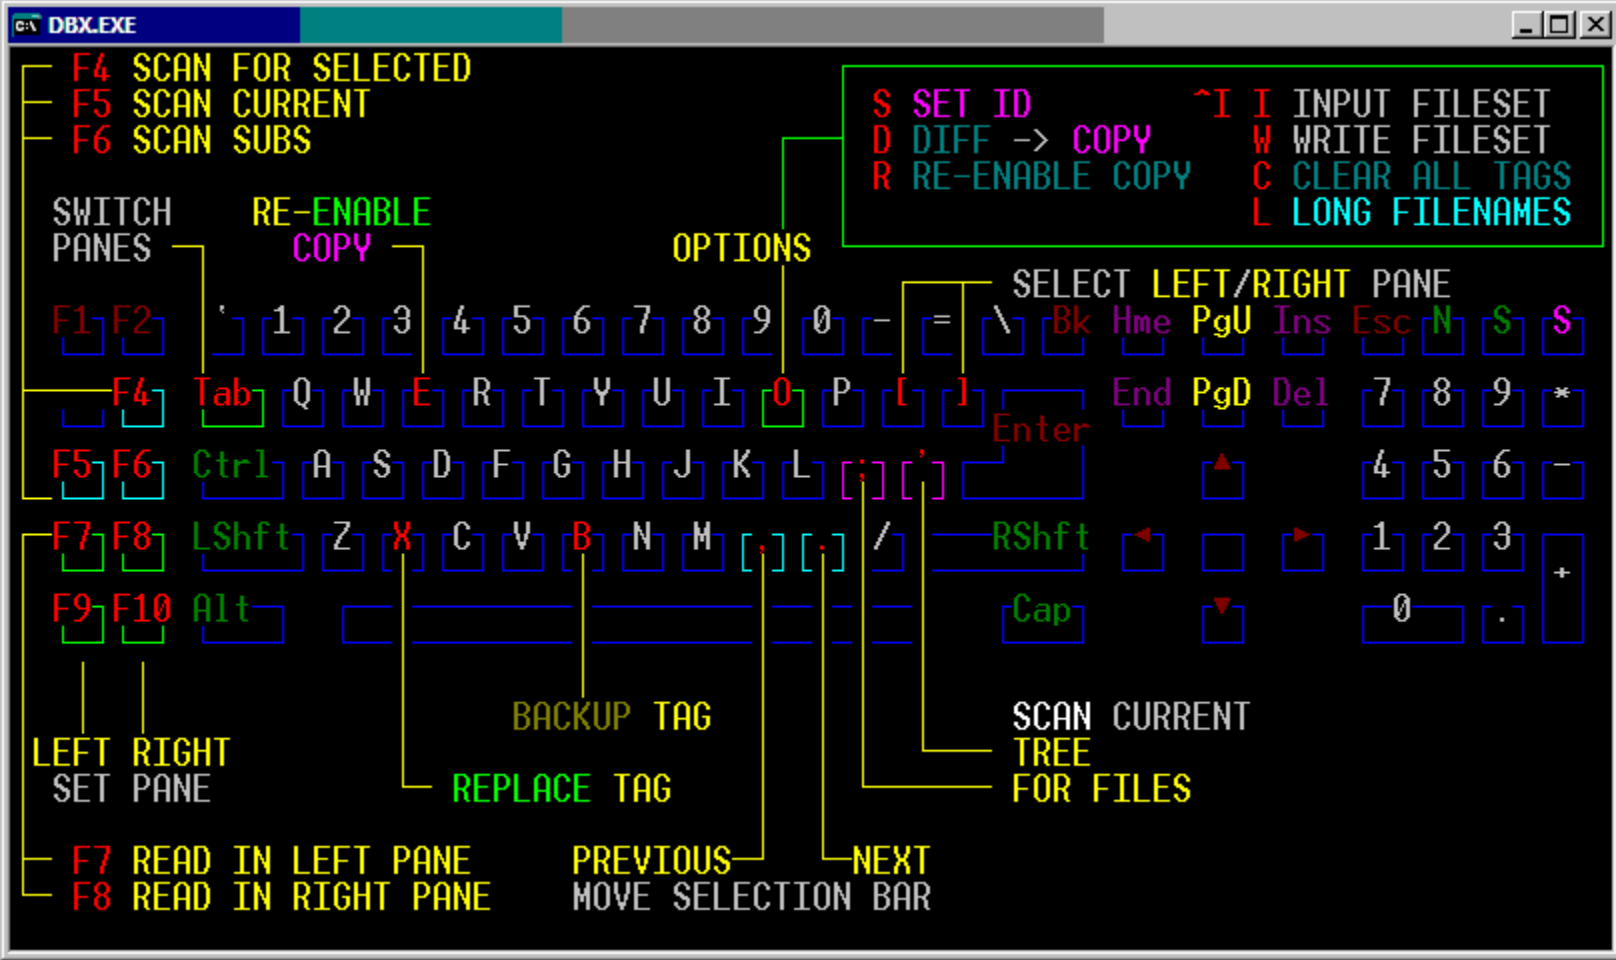 C:\ DBX.EXE
F4 SCAN FOR SELECTED
F5 SCAN CURRENT
F6 SCAN SUBS
S SET ID ^I I INPUT FILESET
D DIFF -> COPY W WRITE FILESET
R RE-ENABLE COPY C CLEAR ALL TAGS
L LONG FILENAMES
SWITCH RE-ENABLE
PANES COPY OPTIONS
SELECT LEFT/RIGHT PANE
F1 F2 ` 1 2 3 4 5 6 7 8 9 0 - = \ Bk Hme PgU Ins Esc N S S
F4 Tab Q W E R T Y U I O P [ ] End PgD Del 7 8 9 *
Enter
F5 F6 Ctrl A S D F G H J K L ; ' ▲ 4 5 6 -
F7 F8 LShft Z X C V B N M , . / RShft ◄ ► 1 2 3
+
F9 F10 Alt Cap ▼ 0 .
BACKUP TAG SCAN CURRENT
LEFT RIGHT TREE
SET PANE REPLACE TAG FOR FILES
F7 READ IN LEFT PANE PREVIOUS NEXT
F8 READ IN RIGHT PANE MOVE SELECTION BAR